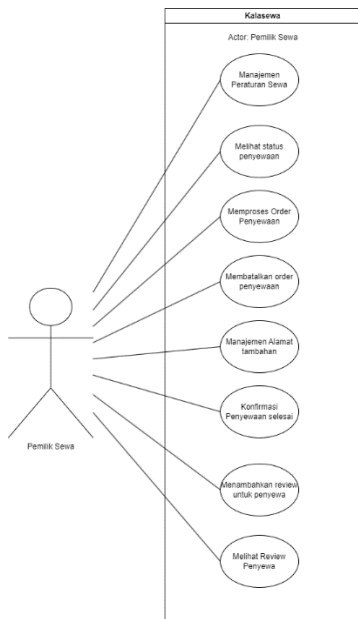 Kalasewa
Actor: Pemilik Sewa
Manajemen
Peraturan Sewa
Melihat status
penyewaan
Memproses Order
Penyewaan
Membatalkan order
penyewaan
Manajemen Alamat
tambahan
Konfirmasi
Penyewaan selesai
Menambahkan review
untuk penyewa
Melihat Review
Penyewa
Pemilik Sewa